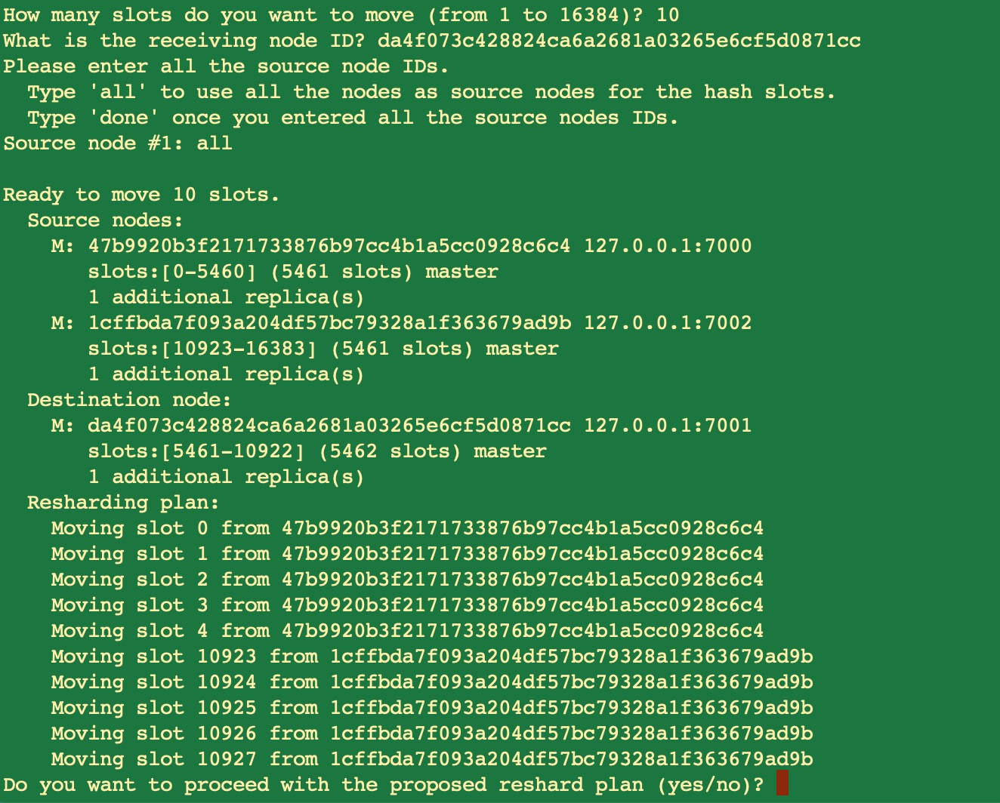 How many slots do you want to move (from 1 to 16384)? 10
What is the receiving node ID? da4f073c428824ca6a2681a03265e6cf5d0871cc
Please enter all the source node IDs.
  Type 'all' to use all the nodes as source nodes for the hash slots.
  Type 'done' once you entered all the source nodes IDs.
Source node #1: all

Ready to move 10 slots.
  Source nodes:
    M: 47b9920b3f2171733876b97cc4b1a5cc0928c6c4 127.0.0.1:7000
       slots:[0-5460] (5461 slots) master
       1 additional replica(s)
    M: 1cffbda7f093a204df57bc79328a1f363679ad9b 127.0.0.1:7002
       slots:[10923-16383] (5461 slots) master
       1 additional replica(s)
  Destination node:
    M: da4f073c428824ca6a2681a03265e6cf5d0871cc 127.0.0.1:7001
       slots:[5461-10922] (5462 slots) master
       1 additional replica(s)
  Resharding plan:
    Moving slot 0 from 47b9920b3f2171733876b97cc4b1a5cc0928c6c4
    Moving slot 1 from 47b9920b3f2171733876b97cc4b1a5cc0928c6c4
    Moving slot 2 from 47b9920b3f2171733876b97cc4b1a5cc0928c6c4
    Moving slot 3 from 47b9920b3f2171733876b97cc4b1a5cc0928c6c4
    Moving slot 4 from 47b9920b3f2171733876b97cc4b1a5cc0928c6c4
    Moving slot 10923 from 1cffbda7f093a204df57bc79328a1f363679ad9b
    Moving slot 10924 from 1cffbda7f093a204df57bc79328a1f363679ad9b
    Moving slot 10925 from 1cffbda7f093a204df57bc79328a1f363679ad9b
    Moving slot 10926 from 1cffbda7f093a204df57bc79328a1f363679ad9b
    Moving slot 10927 from 1cffbda7f093a204df57bc79328a1f363679ad9b
Do you want to proceed with the proposed reshard plan (yes/no)?